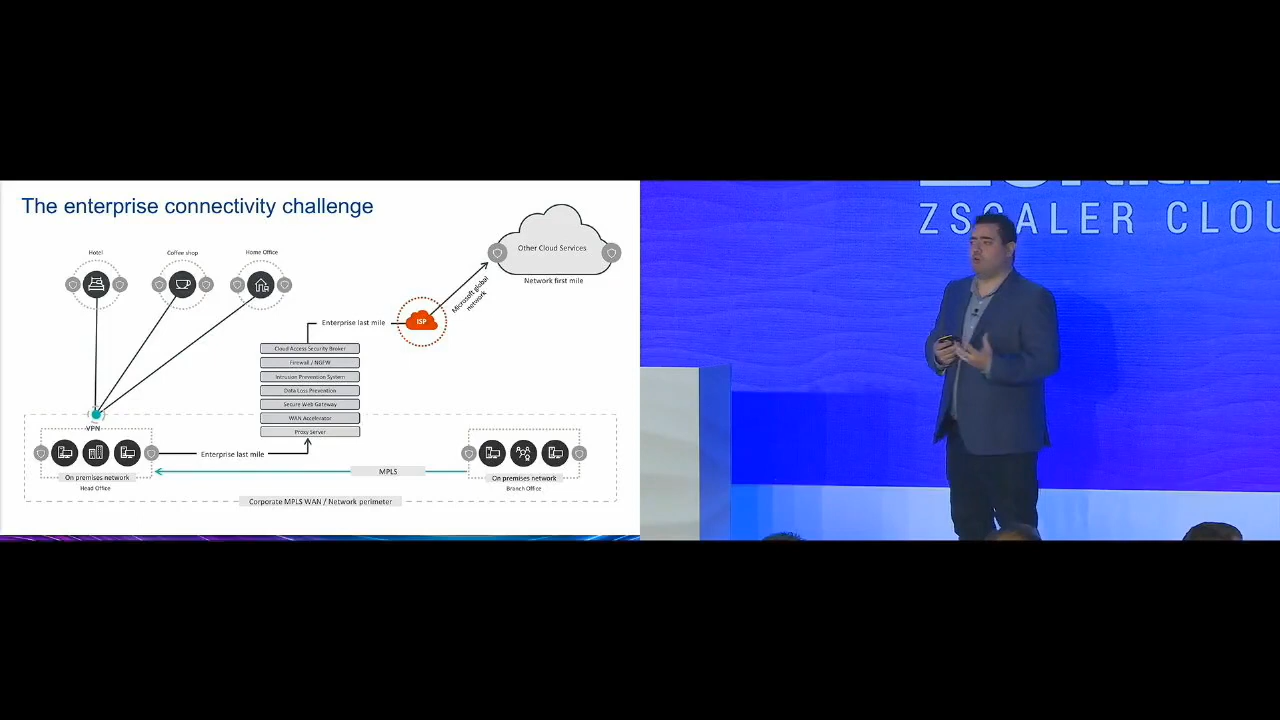 The enterprise connectivity challenge
Hotel
Coffee shop
Home Office
Other Cloud Services
Network first mile
Microsoft global
network
ISP
Enterprise last mile
Cloud Access Security Broker
Firewall / NGFW
Intrusion Prevention System
Data Loss Prevention
Secure Web Gateway
WAN Accelerator
Proxy Server
VPN
Enterprise last mile
MPLS
On premises network
Head Office
On premises network
Branch Office
Corporate MPLS WAN / Network perimeter
ZSCALER CLOU